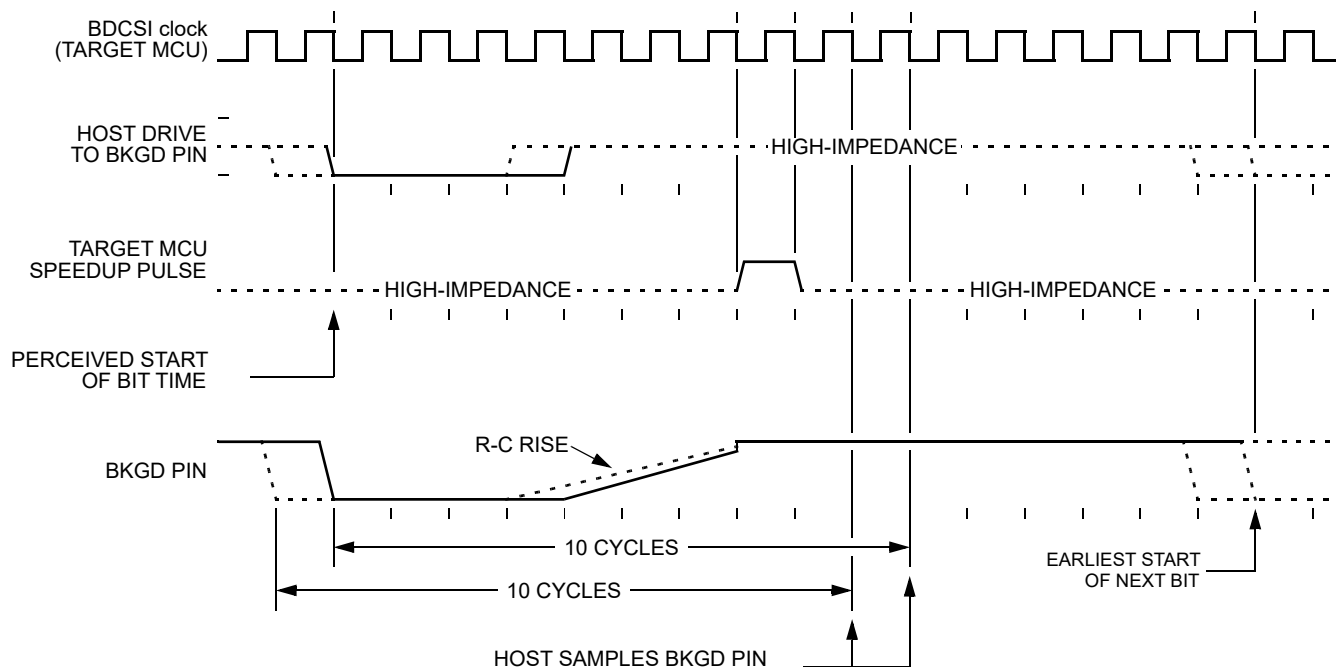 BDCSI clock
(TARGET MCU)
HOST DRIVE
TO BKGD PIN
HIGH-IMPEDANCE
TARGET MCU
SPEEDUP PULSE
HIGH-IMPEDANCE
HIGH-IMPEDANCE
PERCEIVED START
OF BIT TIME
R-C RISE
BKGD PIN
10 CYCLES
EARLIEST START
OF NEXT BIT
10 CYCLES
HOST SAMPLES BKGD PIN